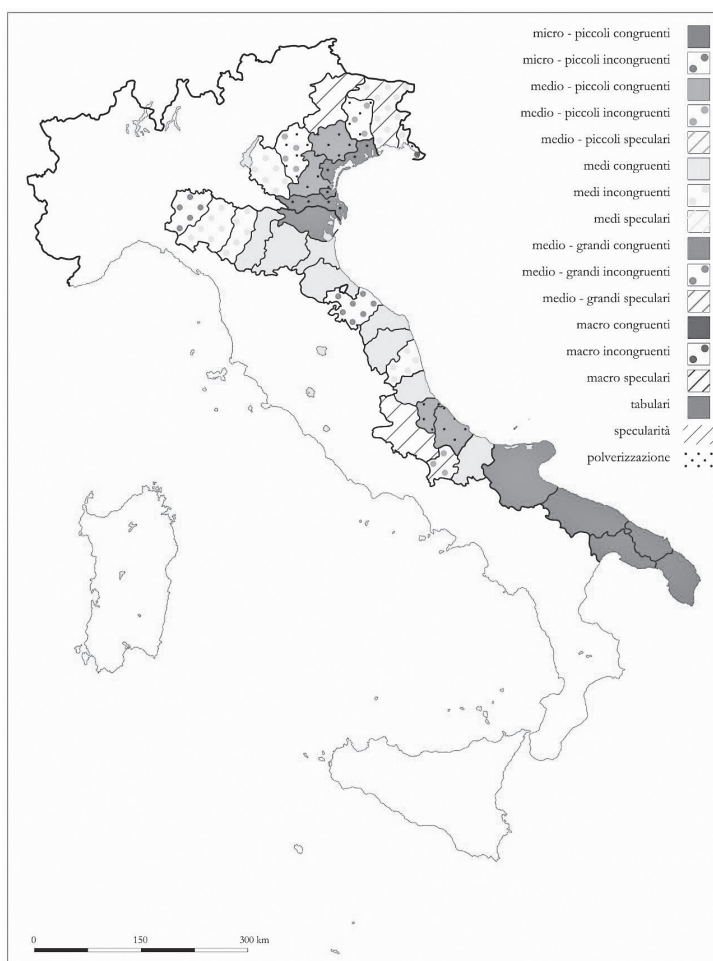 micro - piccoli congruenti
micro - piccoli incongruenti
medio - piccoli congruenti
medio - piccoli incongruenti
medio - piccoli speculari
medi congruenti
medi incongruenti
medi speculari
medio - grandi congruenti
medio - grandi incongruenti
medio - grandi speculari
macro congruenti
macro incongruenti
macro speculari
tabulari
specularità
polverizzazione
0 150 300 km